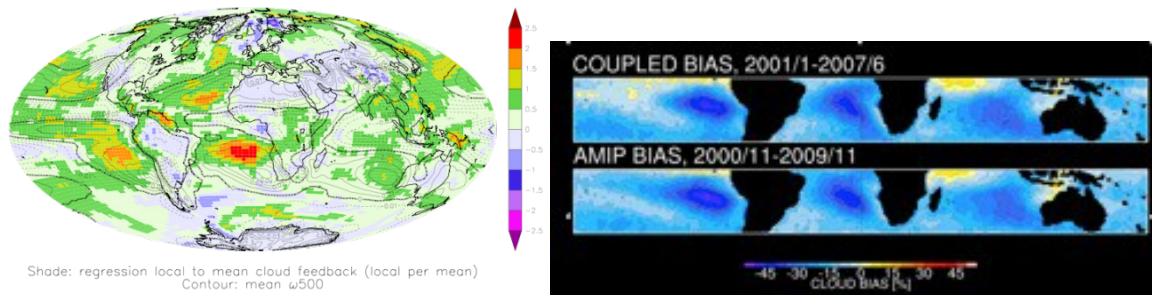 2.5
2
1.5
1
0.5
0
-0.5
-1
-1.5
-2
-2.5
Shade: regression local to mean cloud feedback (local per mean)
Contour: mean ω500
COUPLED BIAS, 2001/1-2007/6
AMIP BIAS, 2000/11-2009/11
-45 -30 -15 0 15 30 45
CLOUD BIAS [%]